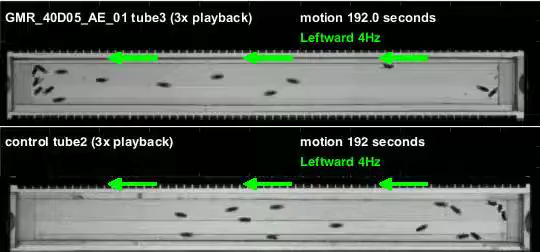 GMR_40D05_AE_01 tube3 (3x playback)
motion 192.0 seconds
Leftward 4Hz
control tube2 (3x playback)
motion 192 seconds
Leftward 4Hz